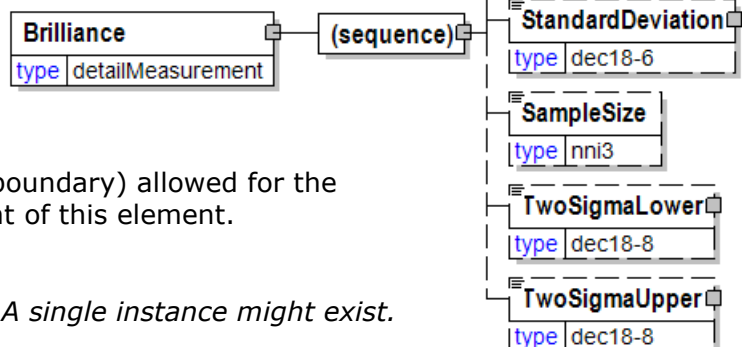 Brilliance
type detailMeasurement
(sequence)
StandardDeviation
type dec18-6
SampleSize
type nni3
TwoSigmaLower
type dec18-8
TwoSigmaUpper
type dec18-8
boundary) allowed for the
of this element.
A single instance might exist.